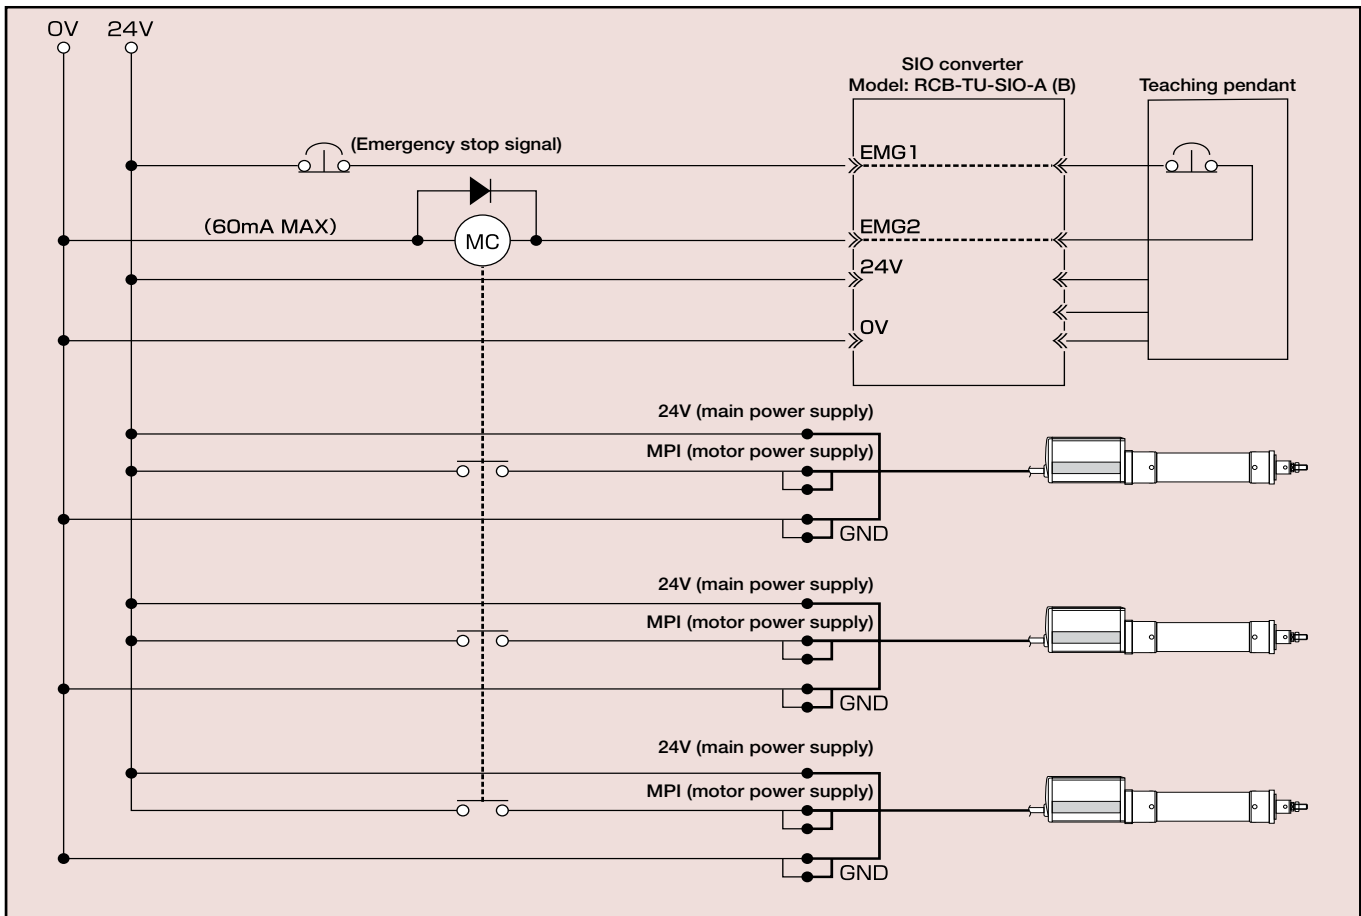 0V 24V
SIO converter
Model: RCB-TU-SIO-A (B)
Teaching pendant
(Emergency stop signal)
EMG1
(60mA MAX)
MC
EMG2
24V
0V
24V (main power supply)
MPI (motor power supply)
GND
24V (main power supply)
MPI (motor power supply)
GND
24V (main power supply)
MPI (motor power supply)
GND